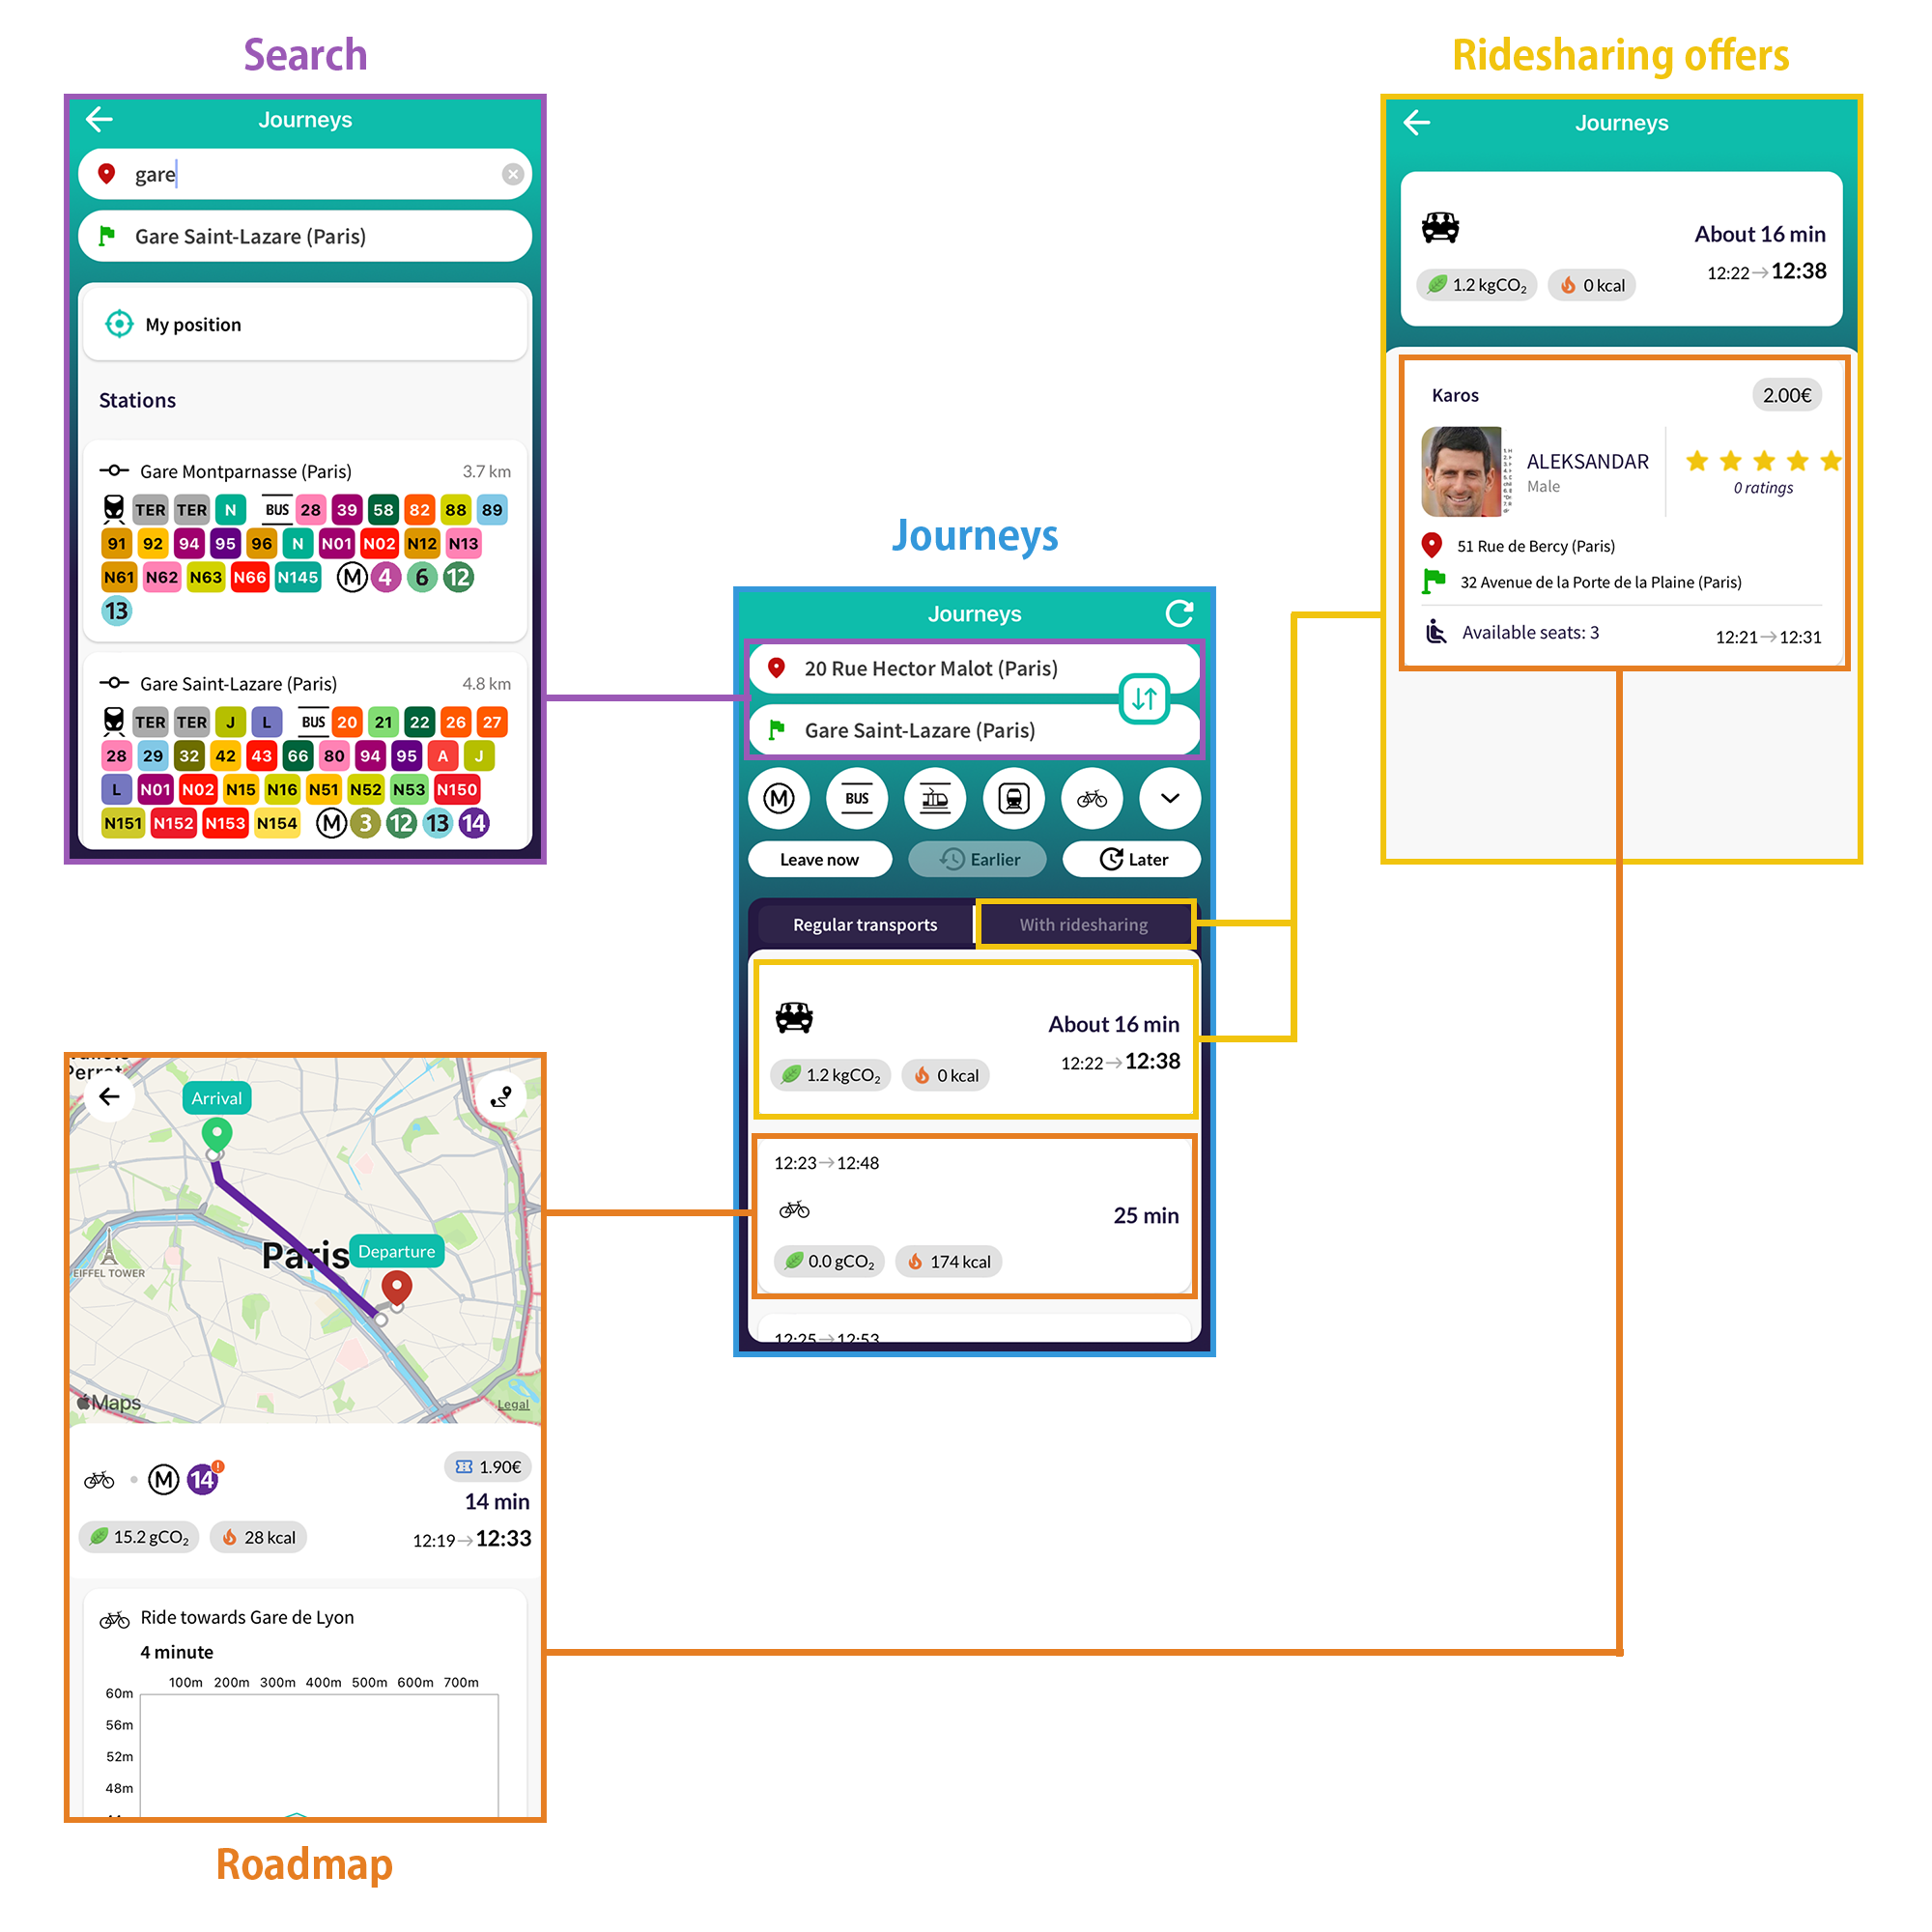 Search
Journeys
gare
Gare Saint-Lazare (Paris)
My position
Stations
Gare Montparnasse (Paris) 3.7 km
TER TER N BUS 28 39 58 82 88 89
91 92 94 95 96 N N01 N02 N12 N13
N61 N62 N63 N66 N145 M 4 6 12
13
Gare Saint-Lazare (Paris) 4.8 km
TER TER J L BUS 20 21 22 26 27
28 29 32 42 43 66 80 94 95 A J
L N01 N02 N15 N16 N51 N52 N53 N150
N151 N152 N153 N154 M 3 12 13 14
Ridesharing offers
Journeys
About 16 min
12:22→12:38
1.2 kgCO₂ 0 kcal
Karos 2.00€
ALEKSANDAR
Male
0 ratings
51 Rue de Bercy (Paris)
32 Avenue de la Porte de la Plaine (Paris)
Available seats: 3 12:21→12:31
Journeys
Journeys
20 Rue Hector Malot (Paris)
Gare Saint-Lazare (Paris)
M BUS
Leave now Earlier Later
Regular transports With ridesharing
About 16 min
12:22→12:38
1.2 kgCO₂ 0 kcal
12:23→12:48
25 min
0.0 gCO₂ 174 kcal
12:25→12:53
Perret
Arrival
Paris
Departure
EIFFEL TOWER
Maps
Legal
M 14 1.90€
14 min
15.2 gCO₂ 28 kcal 12:19→12:33
Ride towards Gare de Lyon
4 minute
100m 200m 300m 400m 500m 600m 700m
60m
56m
52m
48m
Roadmap